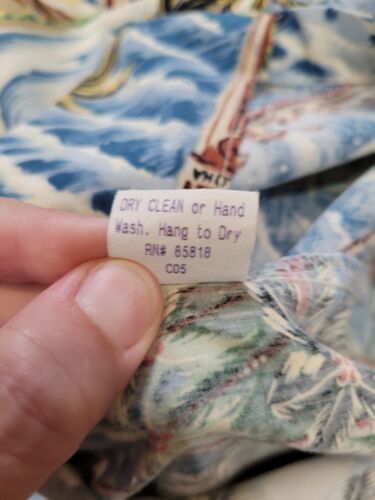 DRY CLEAN or Hand
Wash. Hang to Dry
RN# 65818
C05